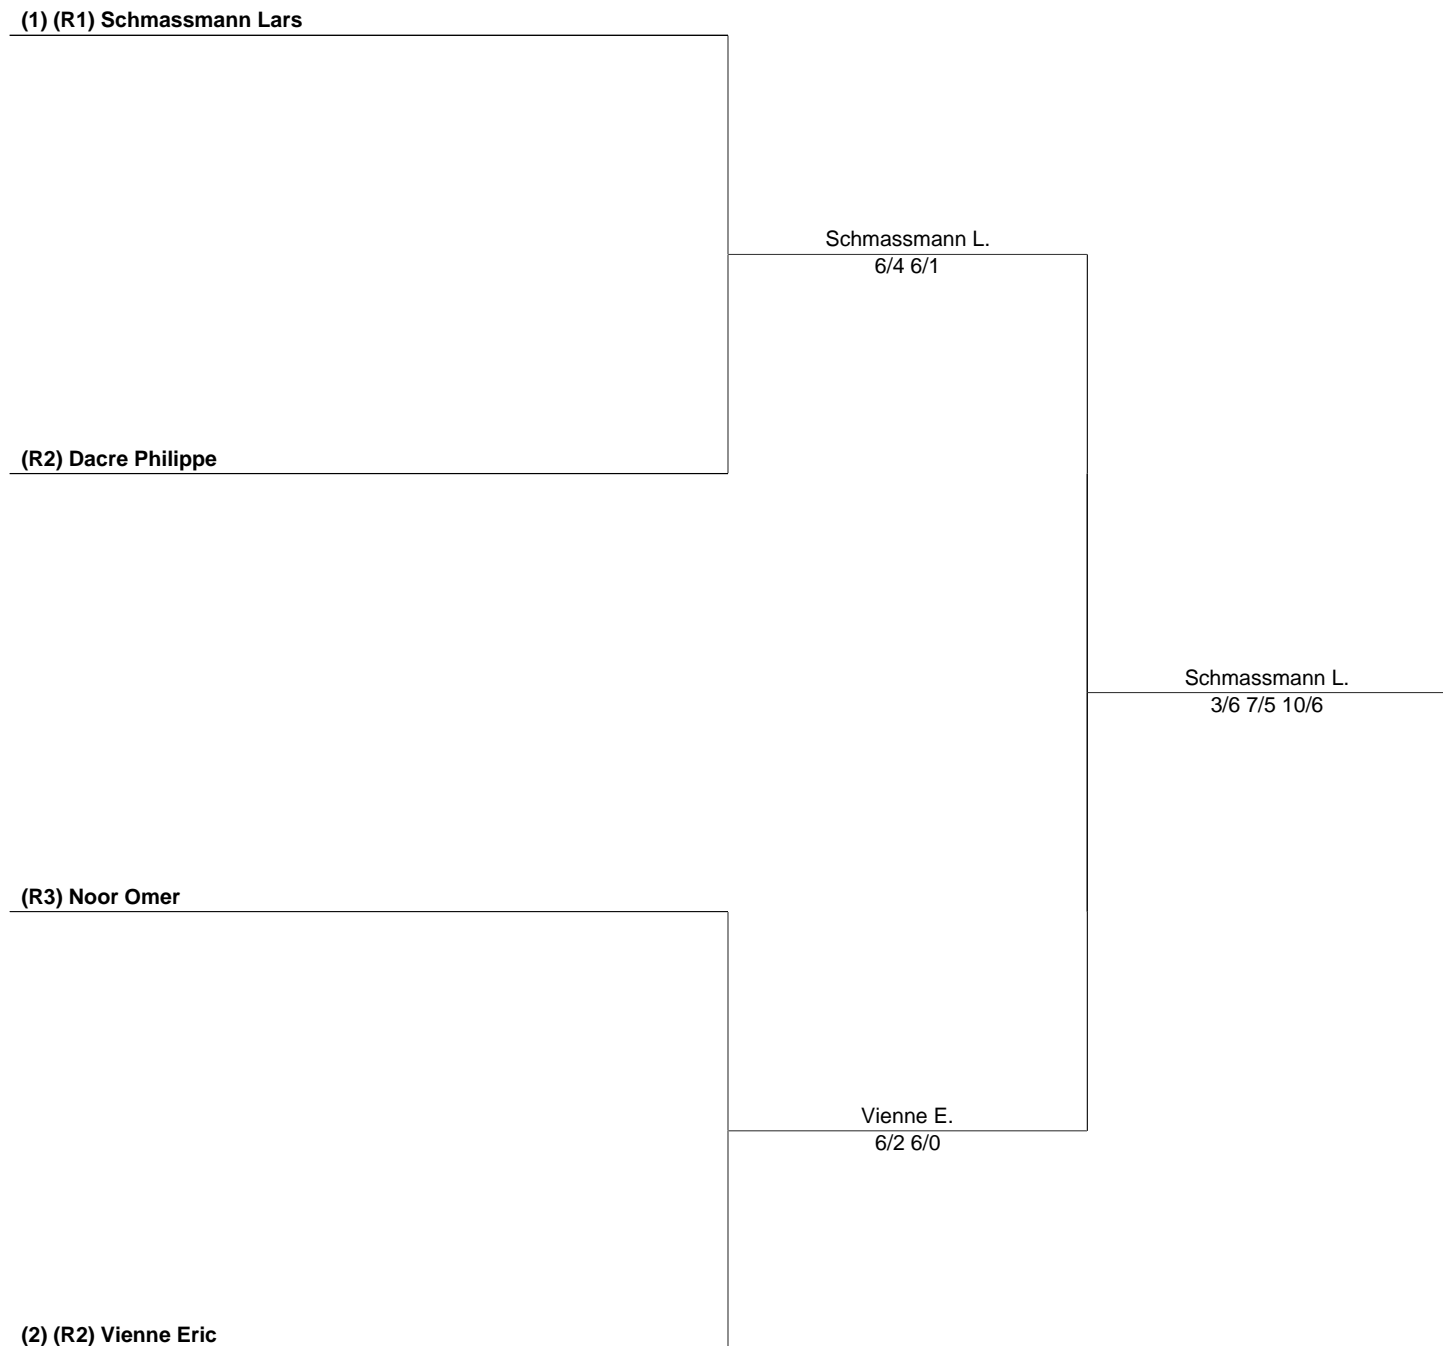 (1) (R1) Schmassmann Lars
Schmassmann L.
6/4 6/1
(R2) Dacre Philippe
Schmassmann L.
3/6 7/5 10/6
(R3) Noor Omer
Vienne E.
6/2 6/0
(2) (R2) Vienne Eric